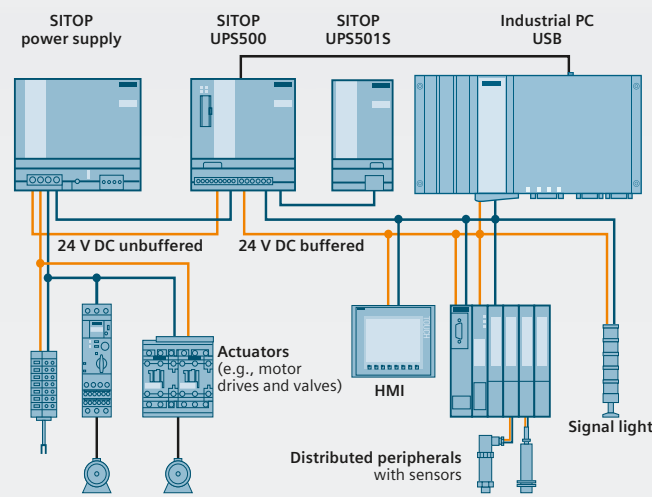 SITOP
power supply
SITOP
UPS500
SITOP
UPS501S
Industrial PC
USB
24 V DC unbuffered
24 V DC buffered
Actuators
(e.g., motor
drives and valves)
HMI
Signal light
Distributed peripherals
with sensors